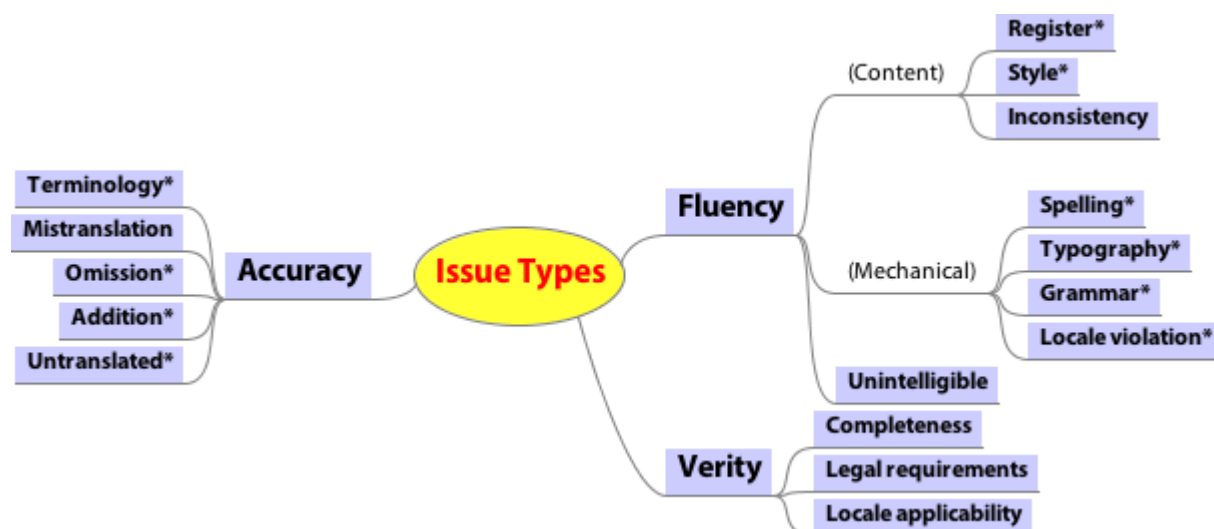 Issue Types
Accuracy
Terminology*
Mistranslation
Omission*
Addition*
Untranslated*
Fluency
(Content)
Register*
Style*
Inconsistency
(Mechanical)
Spelling*
Typography*
Grammar*
Locale violation*
Unintelligible
Verity
Completeness
Legal requirements
Locale applicability